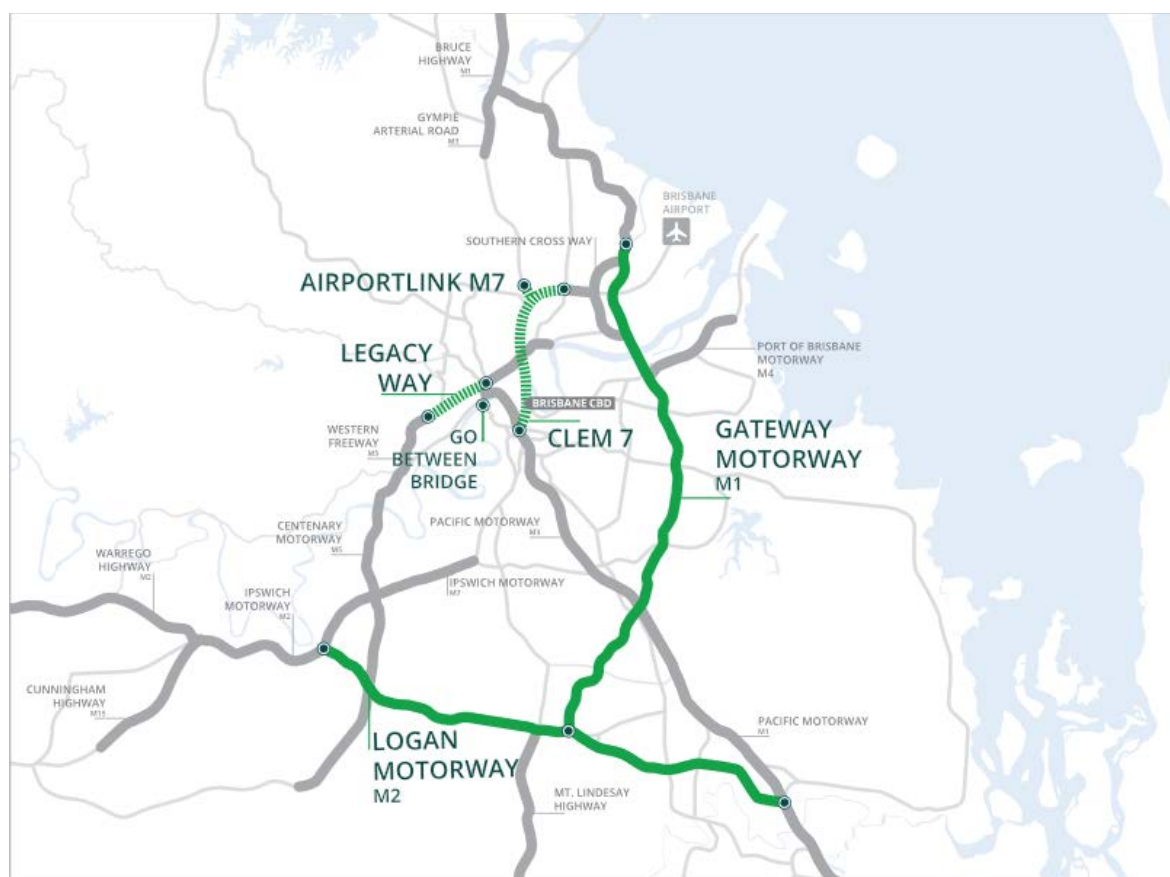 BRUCE
HIGHWAY
M1
GYMPIE
ARTERIAL ROAD
M3
BRISBANE
AIRPORT
SOUTHERN CROSS WAY
AIRPORTLINK M7
LEGACY
WAY
PORT OF BRISBANE
MOTORWAY
M4
BRISBANE CBD
WESTERN
FREEWAY
M5
GO
BETWEEN
BRIDGE
CLEM 7
GATEWAY
MOTORWAY
M1
CENTENARY
MOTORWAY
M5
PACIFIC MOTORWAY
M3
WARREGO
HIGHWAY
M2
IPSWICH
MOTORWAY
M2
IPSWICH MOTORWAY
M7
CUNNINGHAM
HIGHWAY
M15
LOGAN
MOTORWAY
M2
PACIFIC MOTORWAY
M1
MT. LINDESAY
HIGHWAY